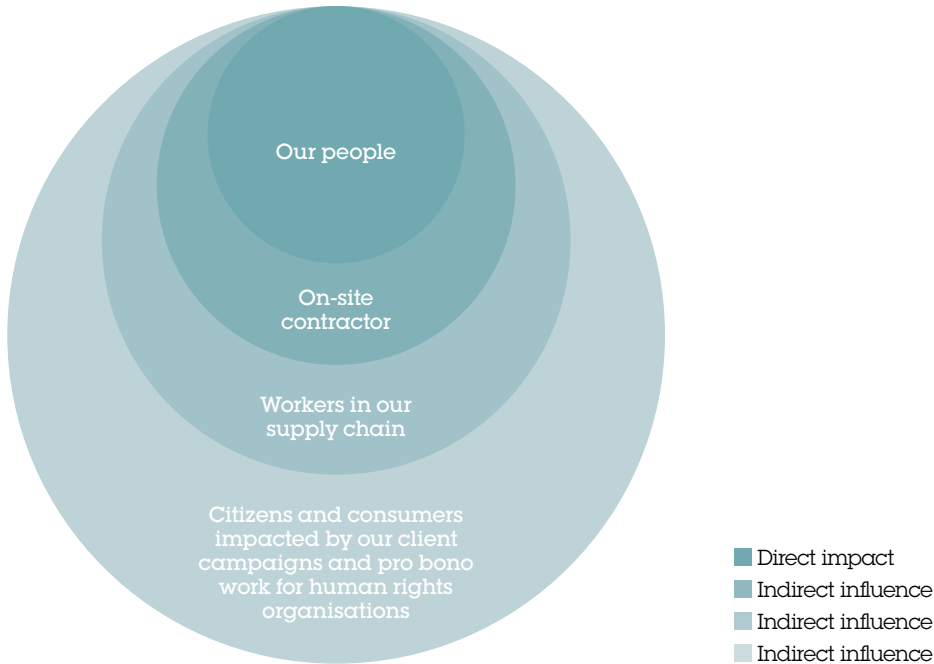 Our people
On-site
contractor
Workers in our
supply chain
Citizens and consumers
impacted by our client
campaigns and pro bono
work for human rights
organisations
Direct impact
Indirect influence
Indirect influence
Indirect influence